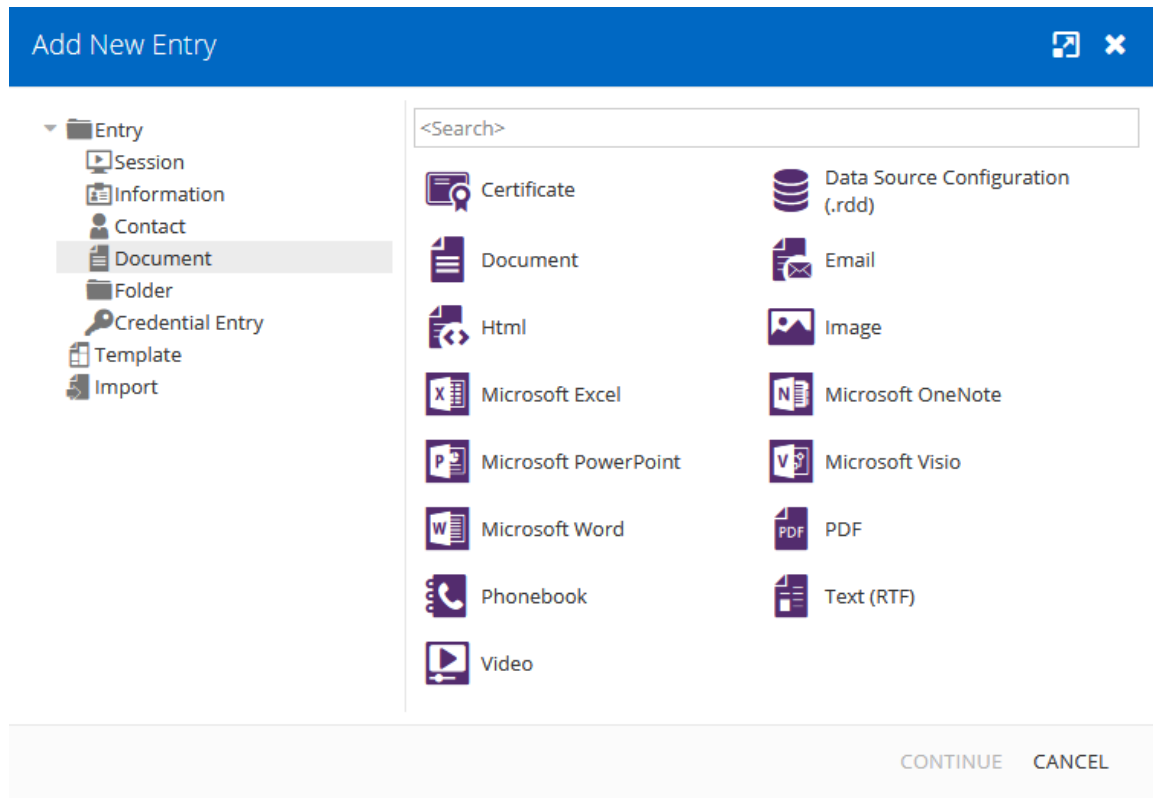 Add New Entry
Entry
Session
Information
Contact
Document
Folder
Credential Entry
Template
Import
<Search>
Certificate
Data Source Configuration
(.rdd)
Document
Email
Html
Image
Microsoft Excel
Microsoft OneNote
Microsoft PowerPoint
Microsoft Visio
Microsoft Word
PDF
PDF
Phonebook
Text (RTF)
Video
CONTINUE
CANCEL